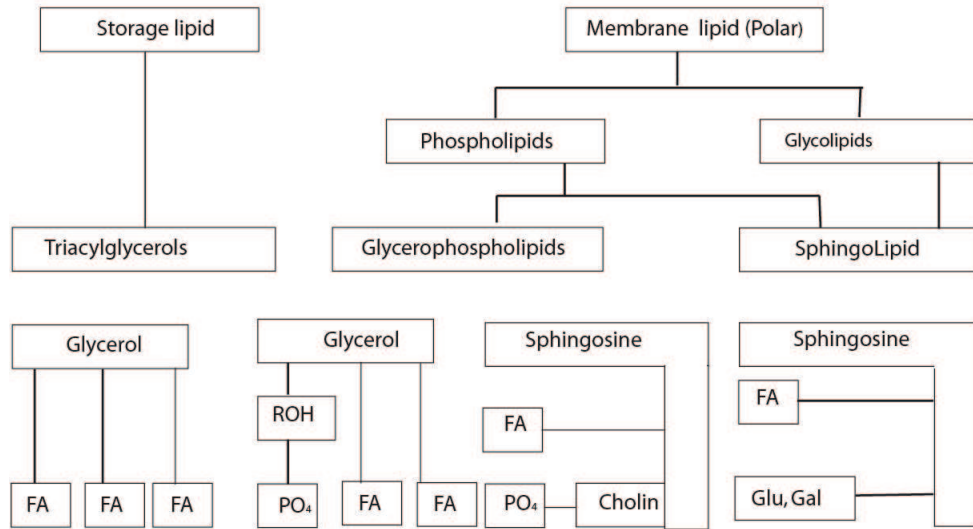 Storage lipid
Membrane lipid (Polar)
Phospholipids
Glycolipids
Triacylglycerols
Glycerophospholipids
SphingoLipid
Glycerol
Glycerol
Sphingosine
Sphingosine
ROH
FA
FA
FA
FA
FA
PO₄
FA
FA
PO₄
Cholin
Glu, Gal